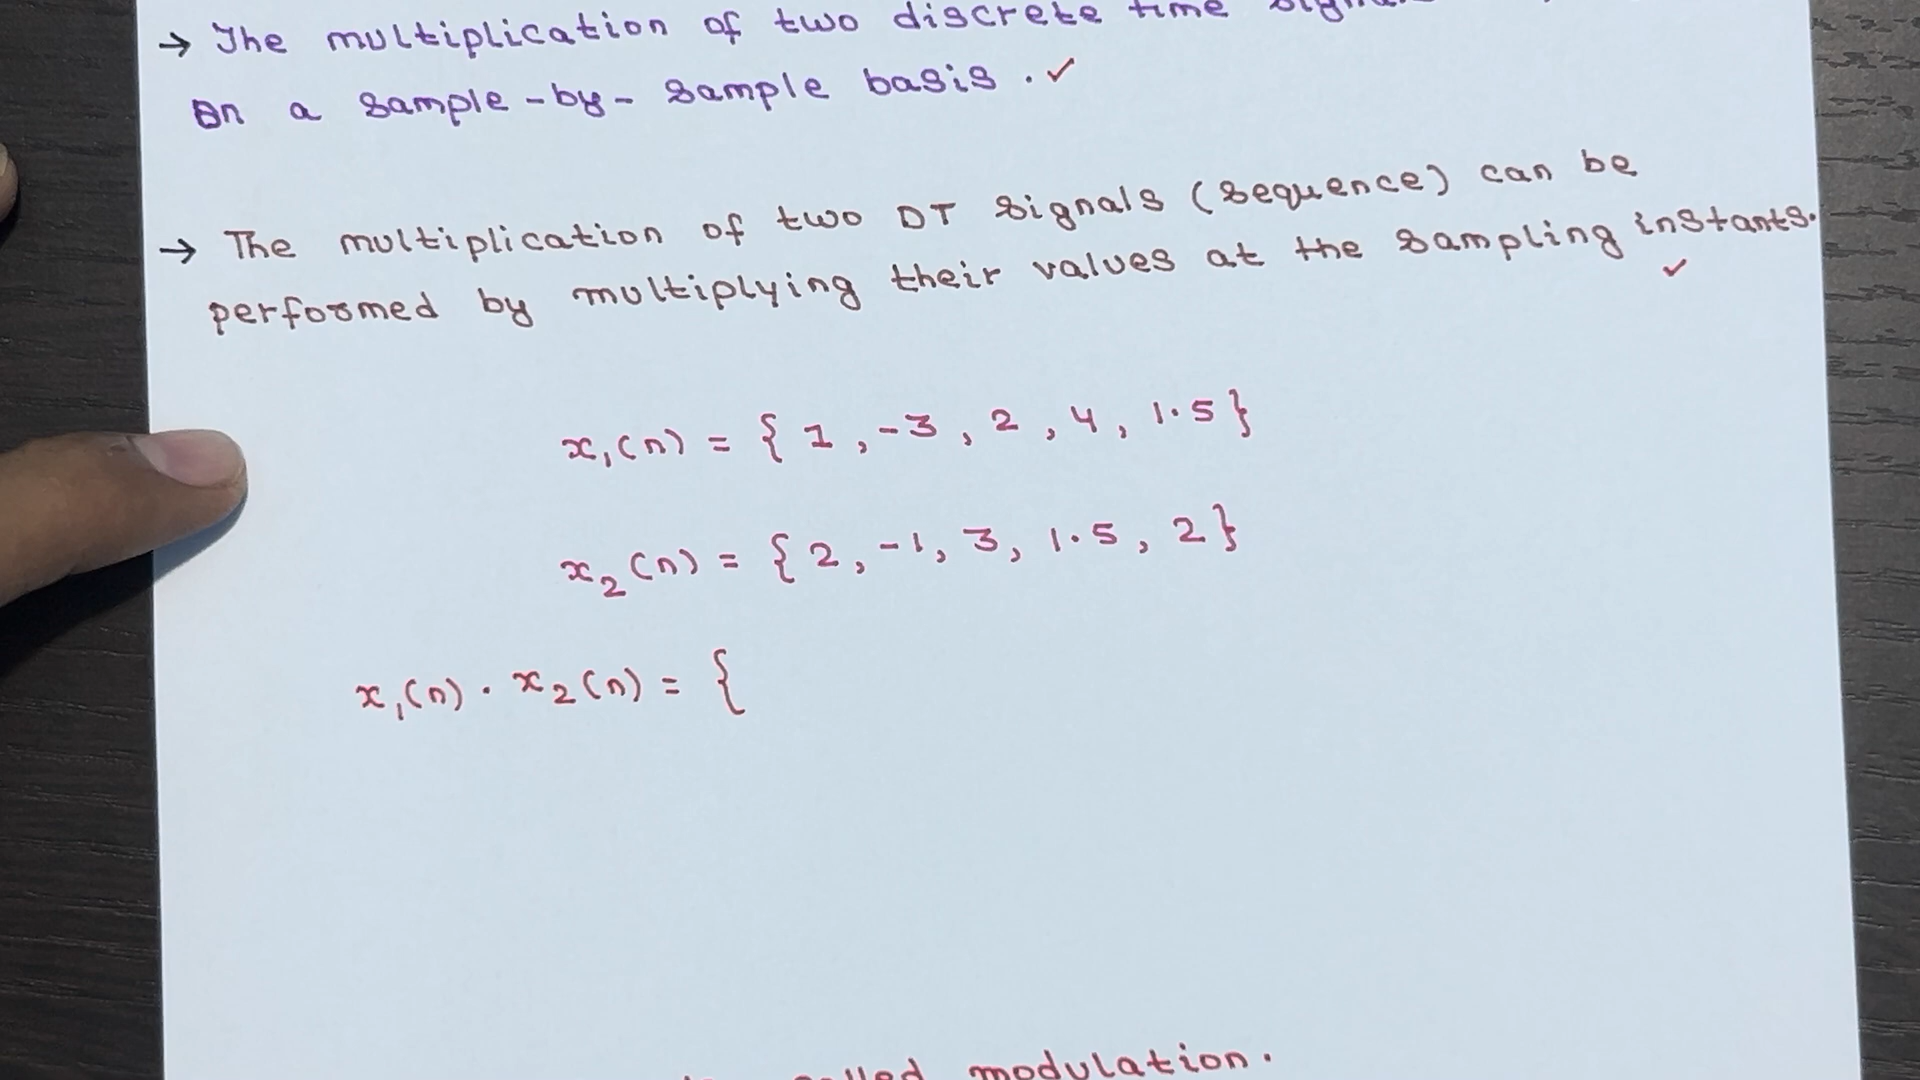 → The multiplication of two discrete time
on a sample-by-sample basis. ✓
→ The multiplication of two DT signals (sequence) can be
performed by multiplying their values at the sampling instants. ✓
x₁(n) = { 1, -3, 2, 4, 1.5 }
x₂(n) = { 2, -1, 3, 1.5, 2 }
x₁(n) · x₂(n) = {
called modulation.